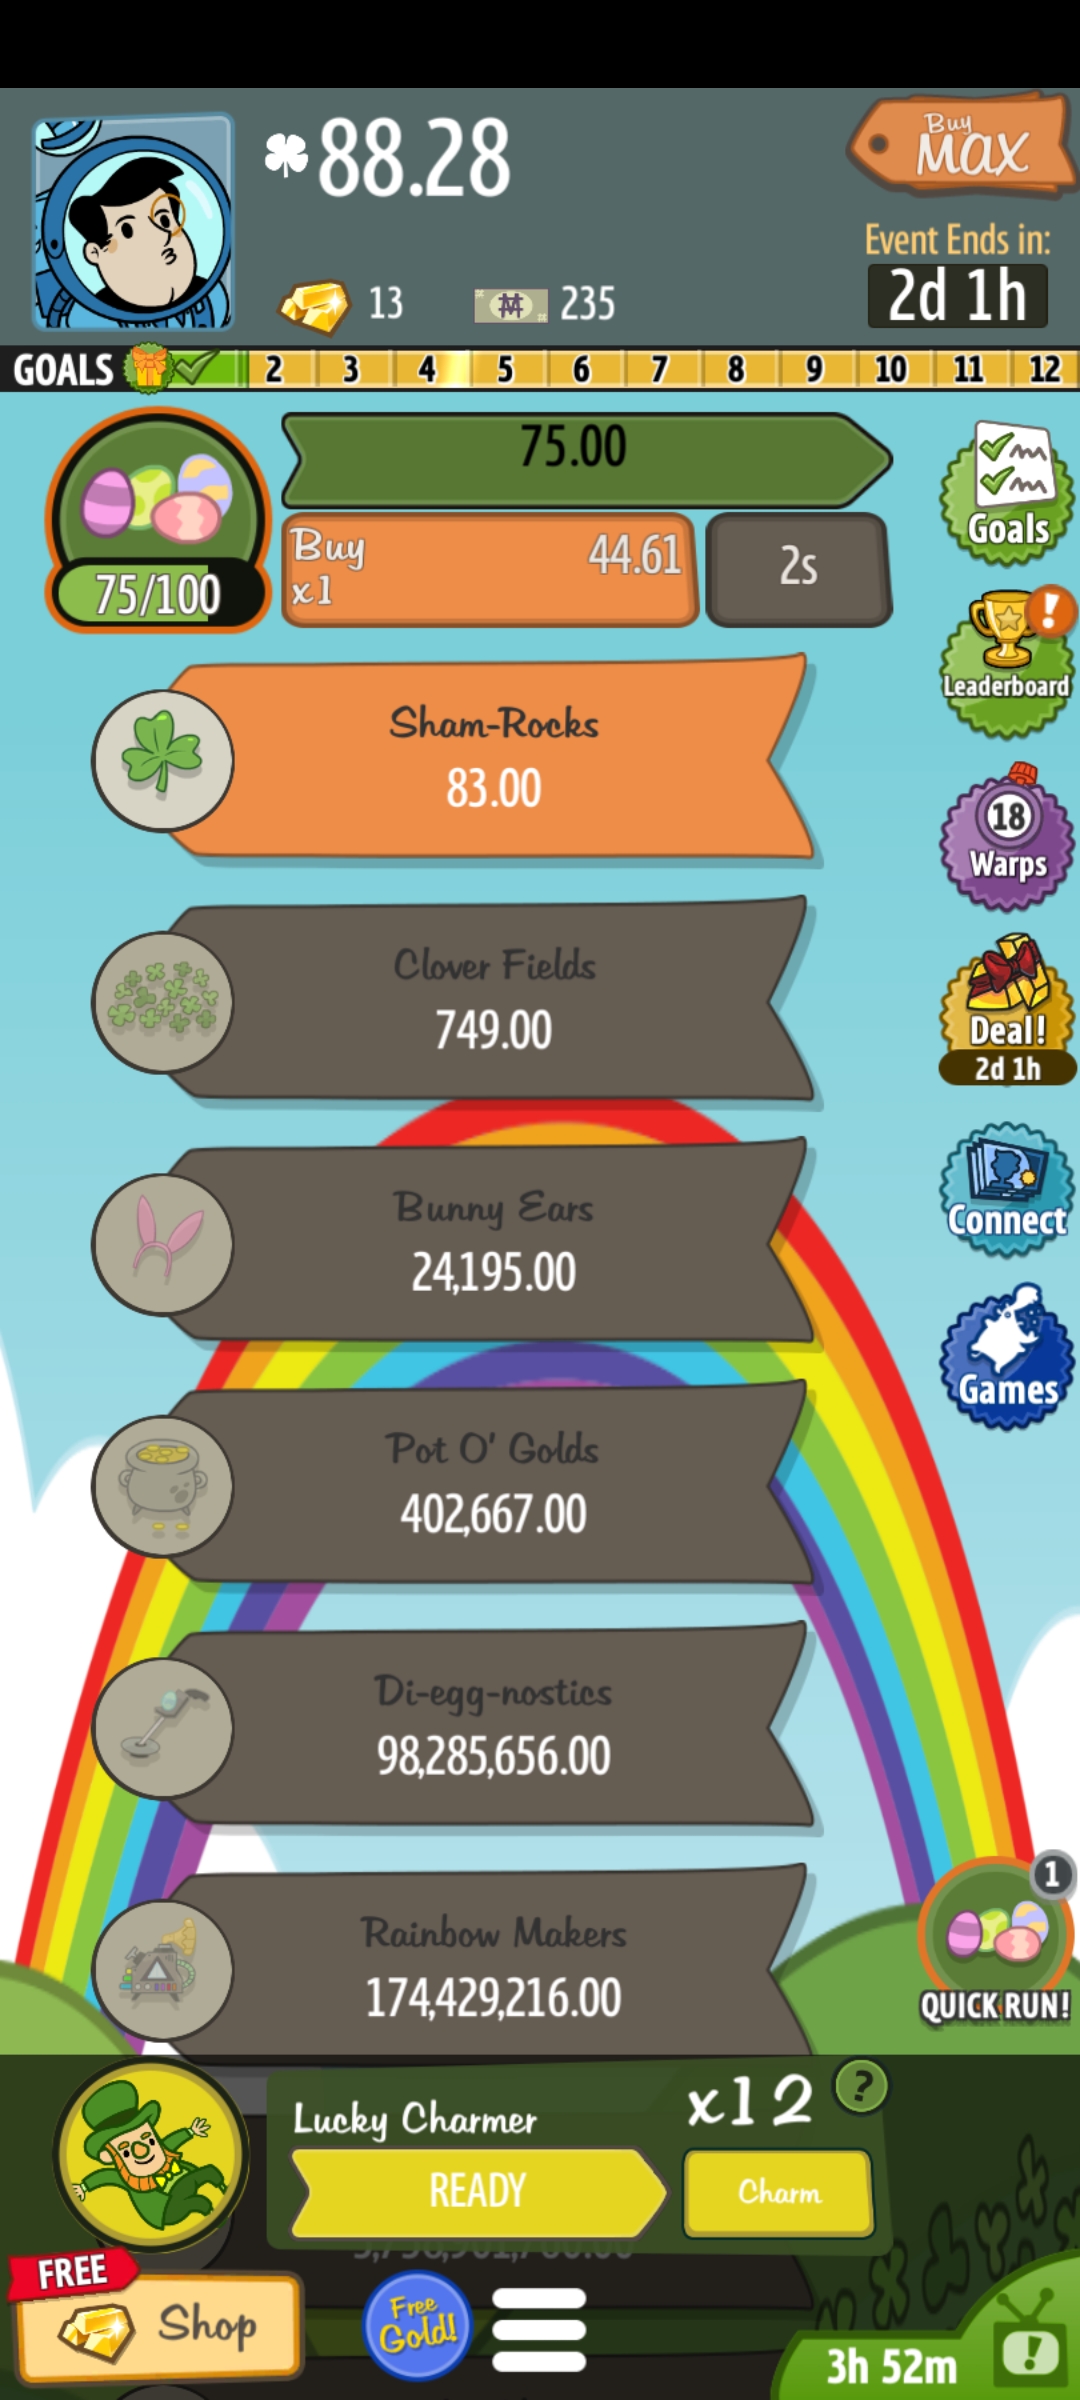 88.28
Buy
MAX
13
235
Event Ends in:
2d 1h
GOALS 2 3 4 5 6 7 8 9 10 11 12
75.00
Buy
x1
44.61
2s
75/100
Goals
Sham-Rocks
83.00
!
Leaderboard
18
Warps
Clover Fields
749.00
Deal!
2d 1h
Bunny Ears
24,195.00
Connect
Games
Pot O' Golds
402,667.00
Di-egg-nostics
98,285,656.00
Rainbow Makers
174,429,216.00
1
QUICK RUN!
Lucky Charmer
x12
?
READY
Charm
FREE
Shop
Free
Gold!
3h 52m
!